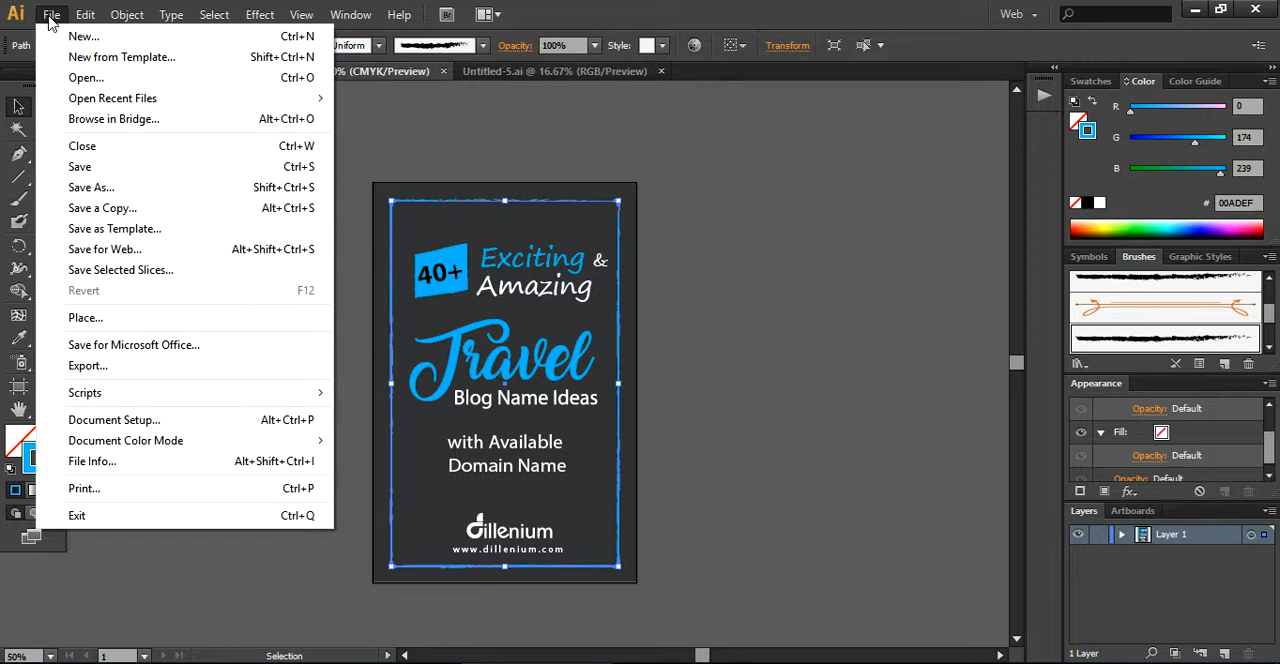 Ai File Edit Object Type Select Effect View Window Help Br Web
Path Uniform Opacity: 100% Style: Transform
0% (CMYK/Preview) × Untitled-5.ai @ 16.67% (RGB/Preview) ×
New... Ctrl+N
New from Template... Shift+Ctrl+N
Open... Ctrl+O
Open Recent Files
Browse in Bridge... Alt+Ctrl+O
Close Ctrl+W
Save Ctrl+S
Save As... Shift+Ctrl+S
Save a Copy... Alt+Ctrl+S
Save as Template...
Save for Web... Alt+Shift+Ctrl+S
Save Selected Slices...
Revert F12
Place...
Save for Microsoft Office...
Export...
Scripts
Document Setup... Alt+Ctrl+P
Document Color Mode
File Info... Alt+Shift+Ctrl+I
Print... Ctrl+P
Exit Ctrl+Q
40+ Exciting &
Amazing
Travel
Blog Name Ideas
with Available
Domain Name
dillenium
www.dillenium.com
Swatches Color Color Guide
R 0
G 174
B 239
# 00ADEF
Symbols Brushes Graphic Styles
Appearance
Opacity: Default
Fill:
Opacity: Default
Opacity: Default
fx
Layers Artboards
Layer 1
1 Layer
50% 1 Selection